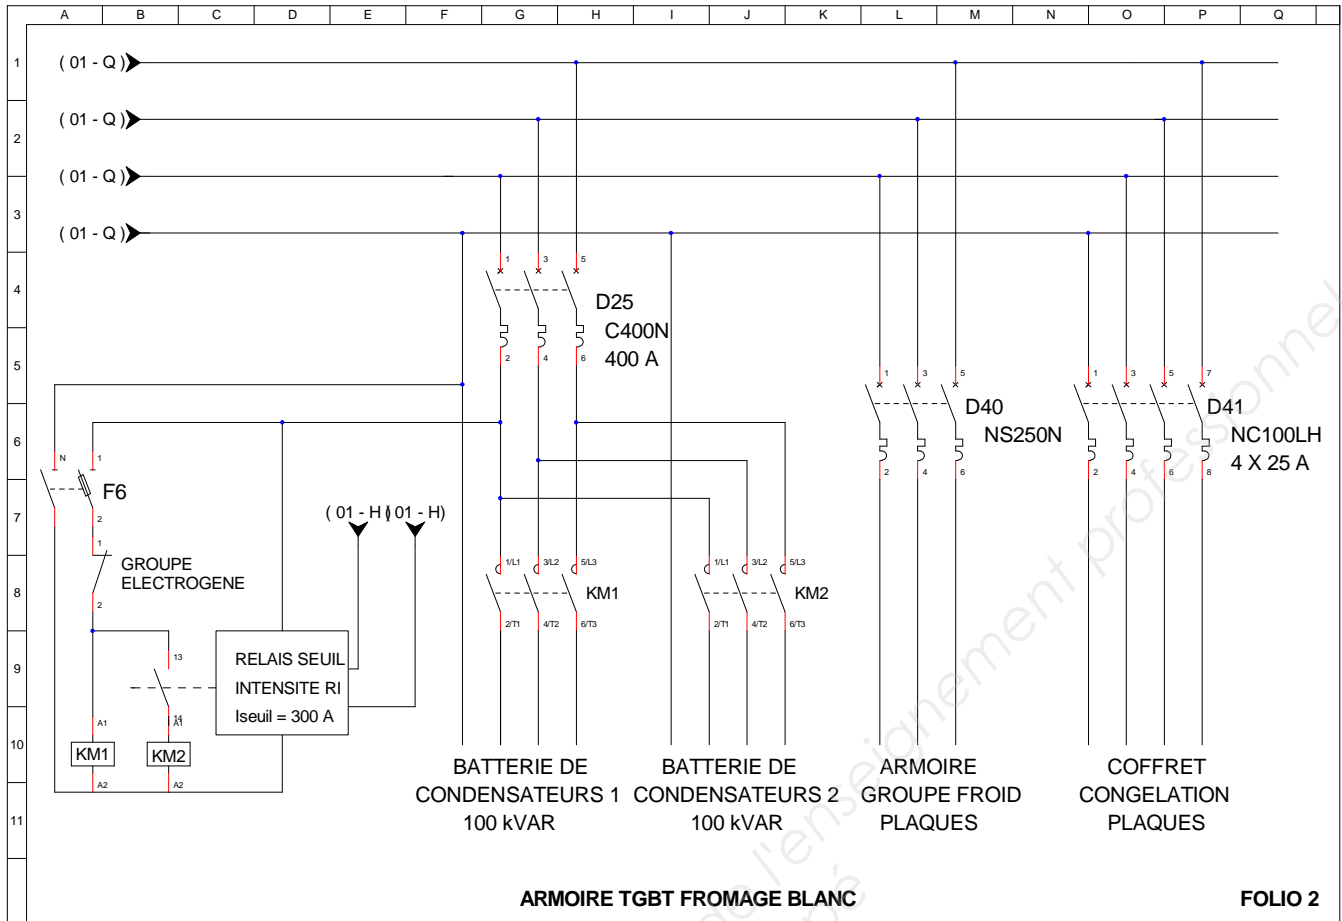 A B C D E F G H I J K L M N O P Q
1
( 01 - Q )
2
( 01 - Q )
( 01 - Q )
3
( 01 - Q )
4
1 3 5
D25
C400N
400 A
2 4 6
5
1 3 5
D40
NS250N
2 4 6
1 3 5 7
D41
NC100LH
4 X 25 A
2 4 6 8
6
N 1
F6
2
7
( 01 - H ) ( 01 - H)
1
GROUPE
ELECTROGENE
2
8
1/L1 3/L2 5/L3
KM1
2/T1 4/T2 6/T3
1/L1 3/L2 5/L3
KM2
2/T1 4/T2 6/T3
9
13
14
RELAIS SEUIL
INTENSITE RI
Iseuil = 300 A
10
A1
KM1
A2
A1
KM2
A2
11
BATTERIE DE
CONDENSATEURS 1
100 kVAR
BATTERIE DE
CONDENSATEURS 2
100 kVAR
ARMOIRE
GROUPE FROID
PLAQUES
COFFRET
CONGELATION
PLAQUES
de l'enseignement professionnel
ARMOIRE TGBT FROMAGE BLANC
FOLIO 2